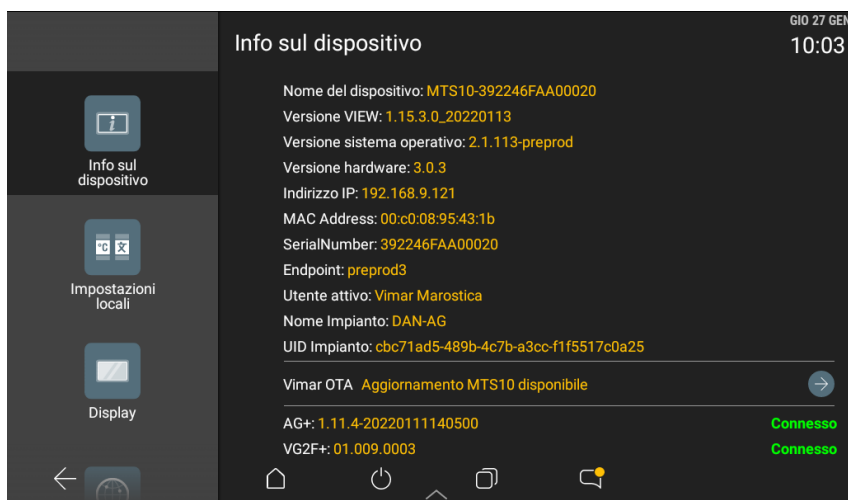 GIO 27 GEN
Info sul dispositivo
10:03
Nome del dispositivo: MTS10-392246FAA00020
Versione VIEW: 1.15.3.0_20220113
Versione sistema operativo: 2.1.113-preprod
Versione hardware: 3.0.3
Indirizzo IP: 192.168.9.121
MAC Address: 00:c0:08:95:43:1b
SerialNumber: 392246FAA00020
Endpoint: preprod3
Utente attivo: Vimar Marostica
Nome Impianto: DAN-AG
UID Impianto: cbc71ad5-489b-4c7b-a3cc-f1f5517c0a25
Vimar OTA Aggiornamento MTS10 disponibile
AG+: 1.11.4-20220111140500 Connesso
VG2F+: 01.009.0003 Connesso
i
Info sul
dispositivo
°C 文
Impostazioni
locali
Display